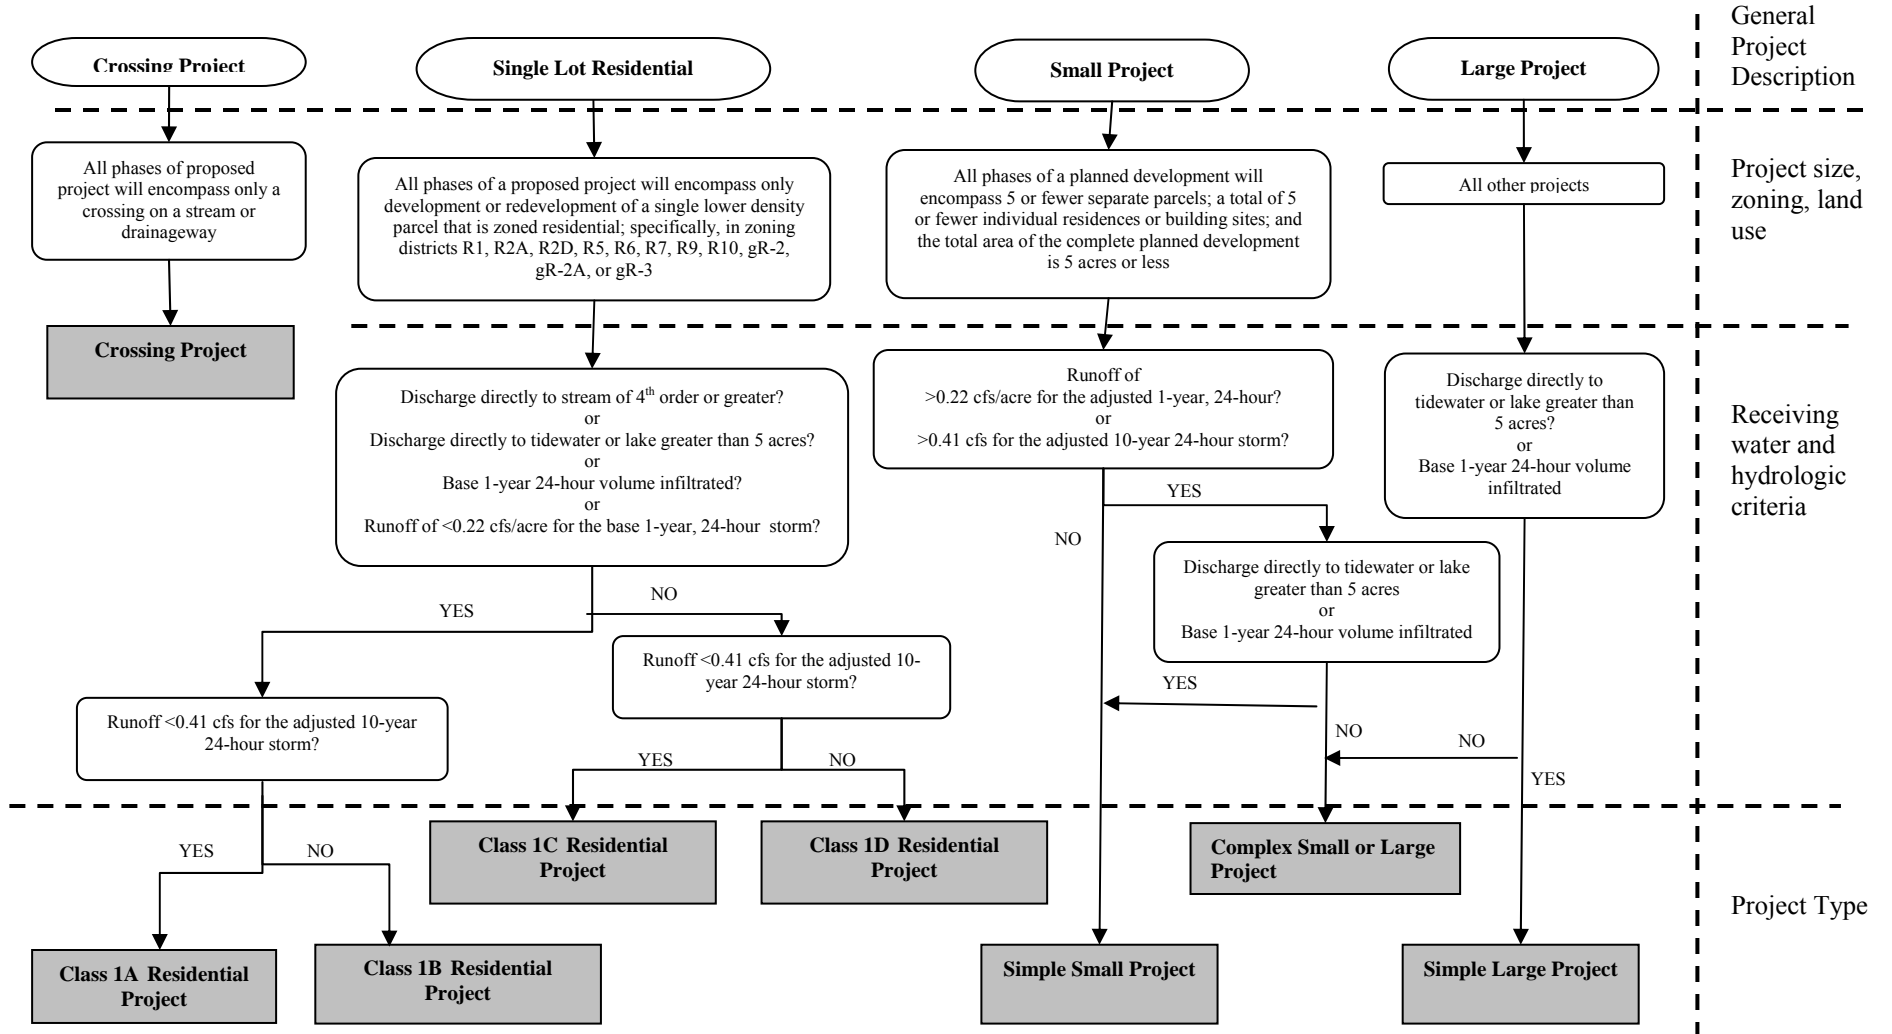 General
Project
Description
Crossing Project
Single Lot Residential
Small Project
Large Project
All phases of proposed
project will encompass only a
crossing on a stream or
drainageway
All phases of a proposed project will encompass only
development or redevelopment of a single lower density
parcel that is zoned residential; specifically, in zoning
districts R1, R2A, R2D, R5, R6, R7, R9, R10, gR-2,
gR-2A, or gR-3
All phases of a planned development will
encompass 5 or fewer separate parcels; a total of 5
or fewer individual residences or building sites; and
the total area of the complete planned development
is 5 acres or less
All other projects
Project size,
zoning, land
use
Crossing Project
Discharge directly to stream of 4th order or greater?
or
Discharge directly to tidewater or lake greater than 5 acres?
or
Base 1-year 24-hour volume infiltrated?
or
Runoff of <0.22 cfs/acre for the base 1-year, 24-hour storm?
Runoff of
>0.22 cfs/acre for the adjusted 1-year, 24-hour?
or
>0.41 cfs for the adjusted 10-year 24-hour storm?
Discharge directly to
tidewater or lake greater than
5 acres?
or
Base 1-year 24-hour volume
infiltrated
Receiving
water and
hydrologic
criteria
YES
NO
Discharge directly to tidewater or lake
greater than 5 acres
or
Base 1-year 24-hour volume infiltrated
YES
NO
Runoff <0.41 cfs for the adjusted 10-
year 24-hour storm?
YES
Runoff <0.41 cfs for the adjusted 10-year
24-hour storm?
NO
NO
YES
NO
YES
Class 1C Residential
Project
Class 1D Residential
Project
Complex Small or Large
Project
YES
NO
Project Type
Class 1A Residential
Project
Class 1B Residential
Project
Simple Small Project
Simple Large Project